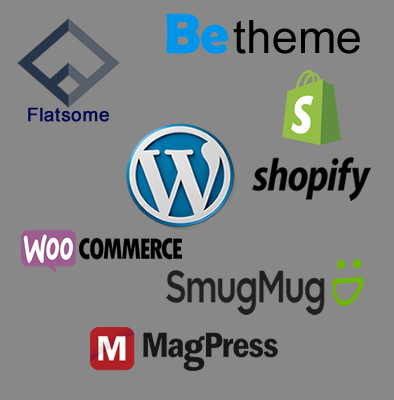 Betheme
Flatsome
S
shopify
W
WOO COMMERCE
SmugMug
M MagPress